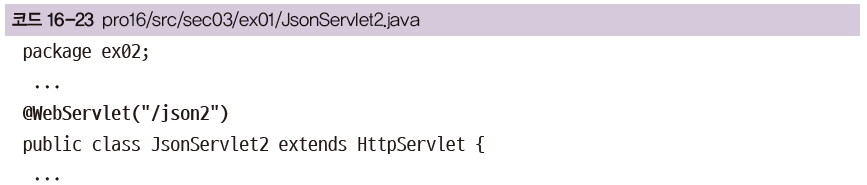 코드 16-23 pro16/src/sec03/ex01/JsonServlet2.java
package ex02;
...
@WebServlet("/json2")
public class JsonServlet2 extends HttpServlet {
...